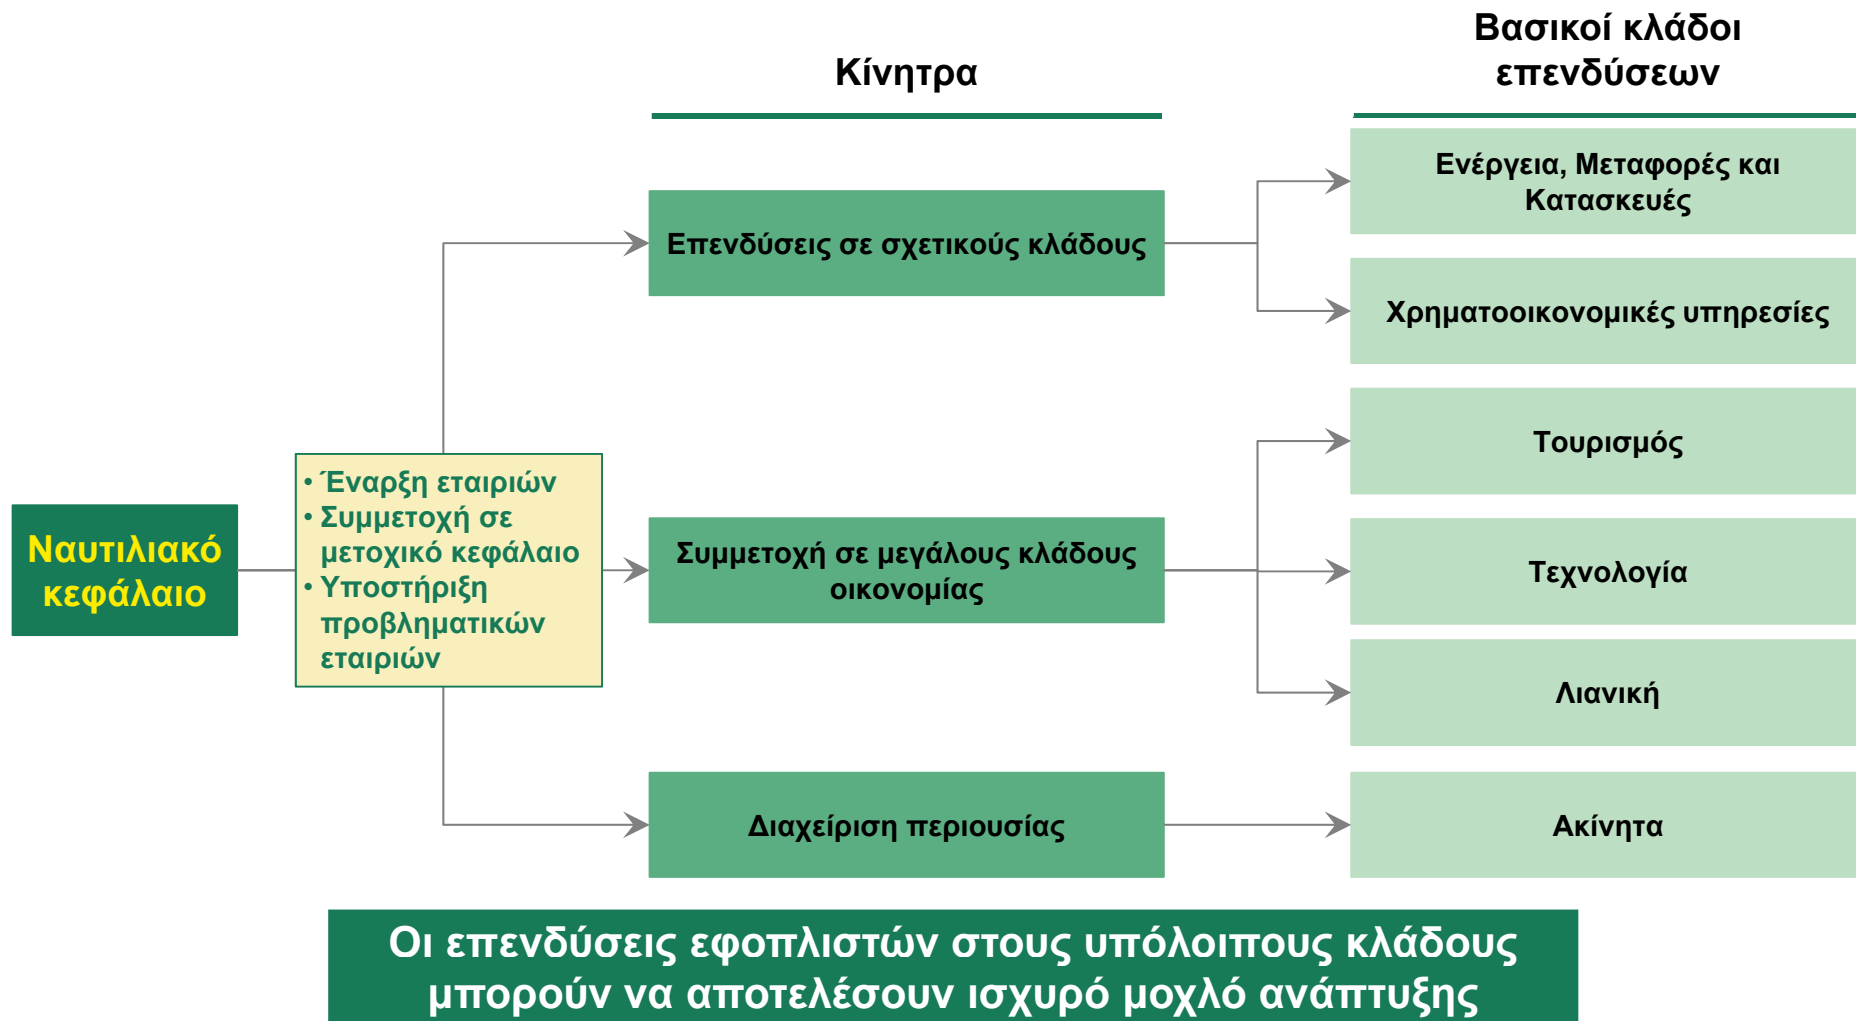 Κίνητρα
Βασικοί κλάδοι
επενδύσεων
Ναυτιλιακό
κεφάλαιο
• Έναρξη εταιριών
• Συμμετοχή σε
μετοχικό κεφάλαιο
• Υποστήριξη
προβληματικών
εταιριών
Επενδύσεις σε σχετικούς κλάδους
Ενέργεια, Μεταφορές και
Κατασκευές
Χρηματοοικονομικές υπηρεσίες
Συμμετοχή σε μεγάλους κλάδους
οικονομίας
Τουρισμός
Τεχνολογία
Λιανική
Διαχείριση περιουσίας
Ακίνητα
Οι επενδύσεις εφοπλιστών στους υπόλοιπους κλάδους
μπορούν να αποτελέσουν ισχυρό μοχλό ανάπτυξης